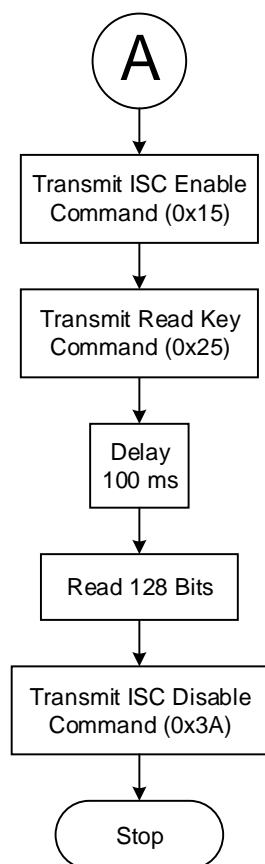 A
Transmit ISC Enable
Command (0x15)
Transmit Read Key
Command (0x25)
Delay
100 ms
Read 128 Bits
Transmit ISC Disable
Command (0x3A)
Stop